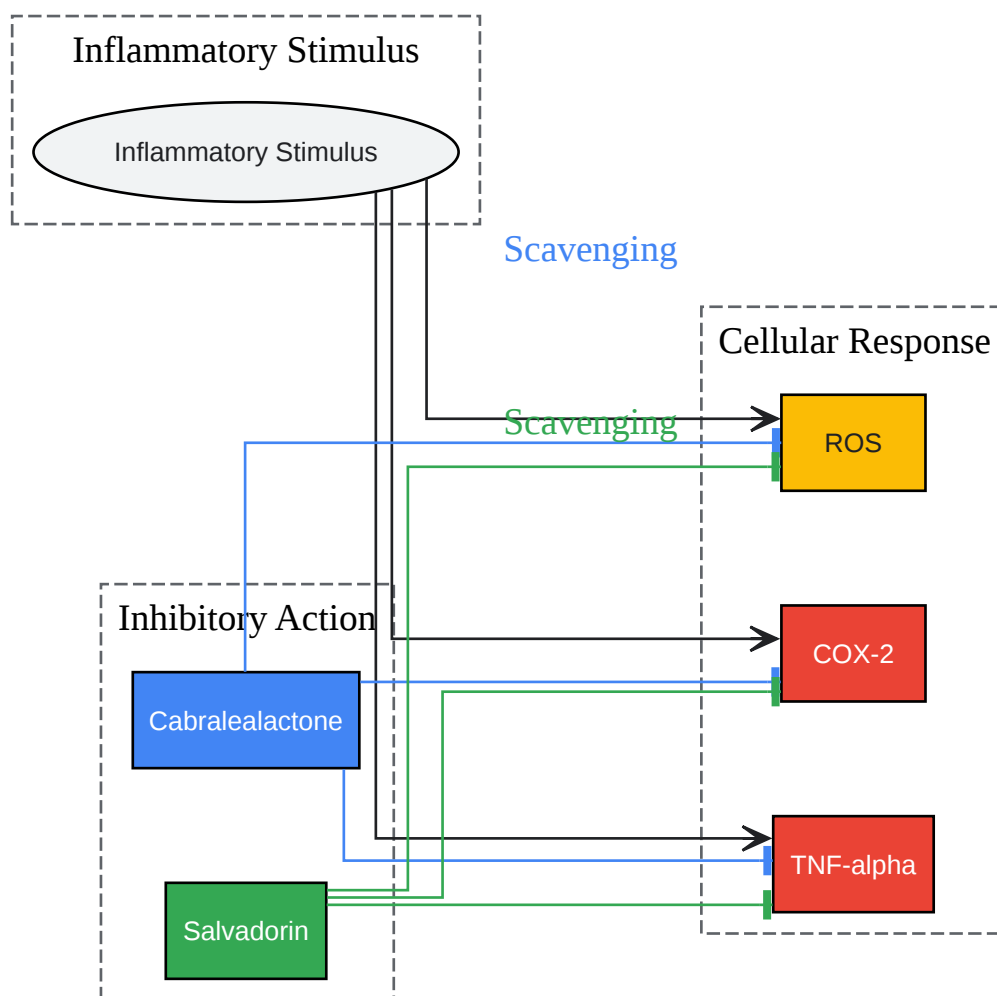 Inflammatory Stimulus
Inflammatory Stimulus
Scavenging
Cellular Response
Scavenging
ROS
Inhibitory Action
COX-2
Cabralealactone
TNF-alpha
Salvadorin